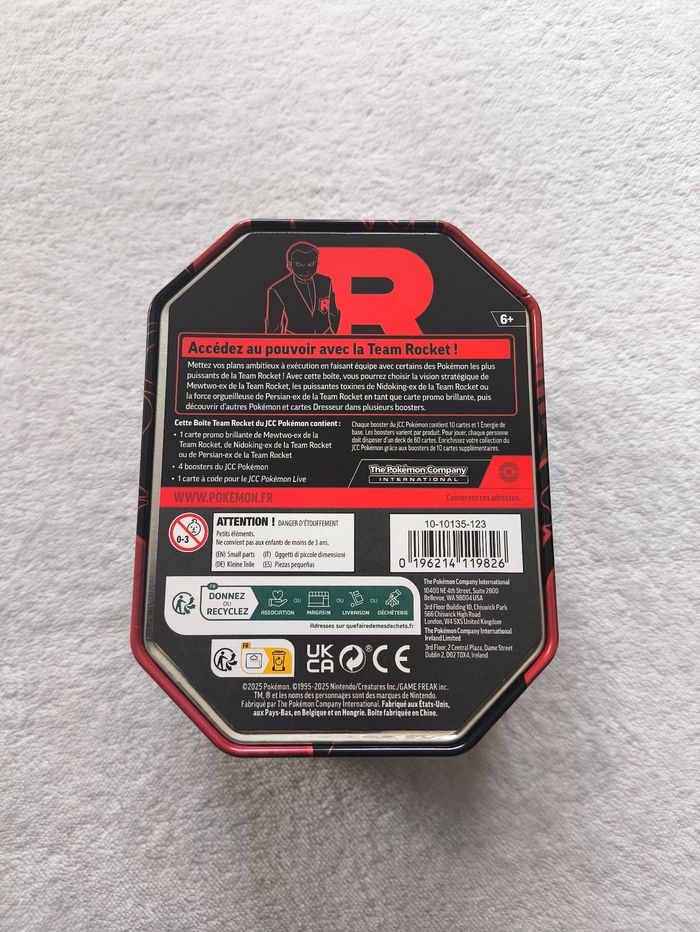 R
R
6+
Accédez au pouvoir avec la Team Rocket !
Mettez vos plans ambitieux à exécution en faisant équipe avec certains des Pokémon les plus
puissants de la Team Rocket ! Avec cette boîte, vous pourrez choisir la vision stratégique de
Mewtwo-ex de la Team Rocket, les puissantes toxines de Nidoking-ex de la Team Rocket ou
la force orgueilleuse de Persian-ex de la Team Rocket en tant que carte promo brillante, puis
découvrir d'autres Pokémon et cartes Dresseur dans plusieurs boosters.
Cette Boîte Team Rocket du JCC Pokémon contient :
• 1 carte promo brillante de Mewtwo-ex de la
Team Rocket, de Nidoking-ex de la Team Rocket
ou de Persian-ex de la Team Rocket
• 4 boosters du JCC Pokémon
• 1 carte à code pour le JCC Pokémon Live
Chaque booster du JCC Pokémon contient 10 cartes et 1 Énergie de
base. Les boosters varient par produit. Pour jouer, chaque personne
doit disposer d'un deck de 60 cartes. Enrichissez votre collection du
JCC Pokémon grâce aux boosters de 10 cartes supplémentaires.
The Pokémon Company
INTERNATIONAL
WWW.POKEMON.FR
Conservez ces adresses.
0-3
ATTENTION ! DANGER D'ÉTOUFFEMENT
Petits éléments.
Ne convient pas aux enfants de moins de 3 ans.
(EN) Small parts (IT) Oggetti di piccole dimensioni
(DE) Kleine Teile (ES) Piezas pequeñas
10-10135-123
0 196214 119826
FR
DONNEZ
OU
RECYCLEZ
ASSOCIATION OU MAGASIN OU LIVRAISON OU DÉCHÈTERIE
Adresses sur quefairedemesdechets.fr
The Pokémon Company International
10400 NE 4th Street, Suite 2800
Bellevue, WA 98004 USA
3rd Floor Building 10, Chiswick Park
566 Chiswick High Road
London, W4 5XS United Kingdom
The Pokémon Company International
Ireland Limited
3rd Floor, 2 Central Plaza, Dame Street
Dublin 2, D02 T0X4, Ireland
FR
UK
CA
CE
©2025 Pokémon. ©1995-2025 Nintendo/Creatures Inc./GAME FREAK inc.
TM, ® et les noms des personnages sont des marques de Nintendo.
Fabriqué par The Pokémon Company International. Fabriqué aux États-Unis,
aux Pays-Bas, en Belgique et en Hongrie. Boîte fabriquée en Chine.